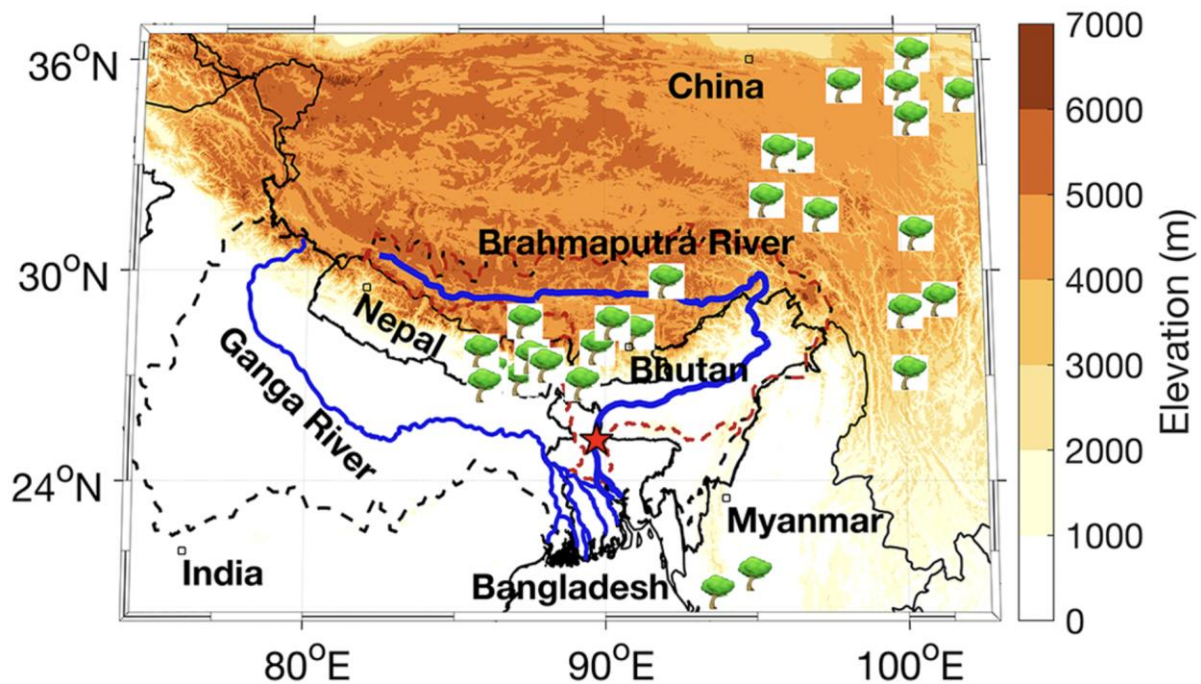 36°N
30°N
24°N
80°E
90°E
100°E
China
Brahmaputra River
Nepal
Ganga River
Bhutan
India
Bangladesh
Myanmar
7000
6000
5000
4000
3000
2000
1000
0
Elevation (m)